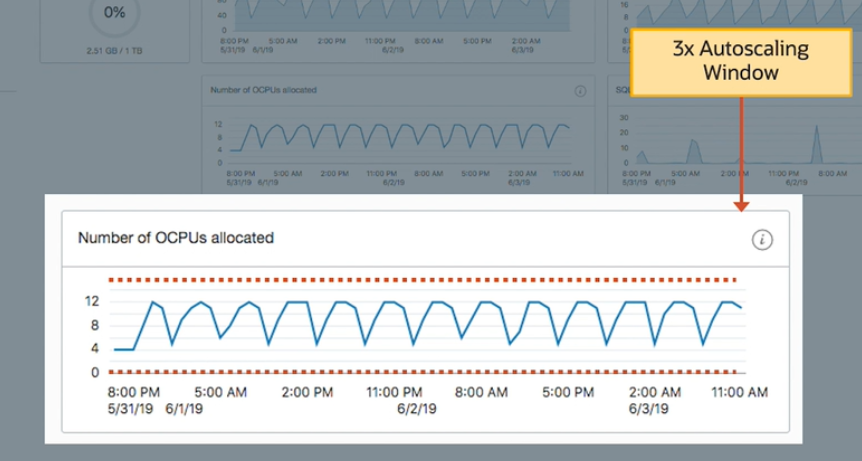 0%
2.51 GB / 1 TB
80
40
0
8:00 PM 5:00 AM 2:00 PM 11:00 PM 8:00 AM 5:00 PM 2:00 AM
5/31/19 6/1/19 6/2/19 6/3/19
16
8
0
3x Autoscaling
Window
Number of OCPUs allocated
12
8
4
0
8:00 PM 5:00 AM 2:00 PM 11:00 PM 8:00 AM 5:00 PM 2:00 AM 11:00 AM
5/31/19 6/1/19 6/2/19 6/3/19
30
20
10
0
8:00 PM 5:00 AM 2:00 PM 11:00 PM 8:00 AM
5/31/19 6/1/19 6/2/19
Number of OCPUs allocated
12
8
4
0
8:00 PM 5:00 AM 2:00 PM 11:00 PM 8:00 AM 5:00 PM 2:00 AM 11:00 AM
5/31/19 6/1/19 6/2/19 6/3/19